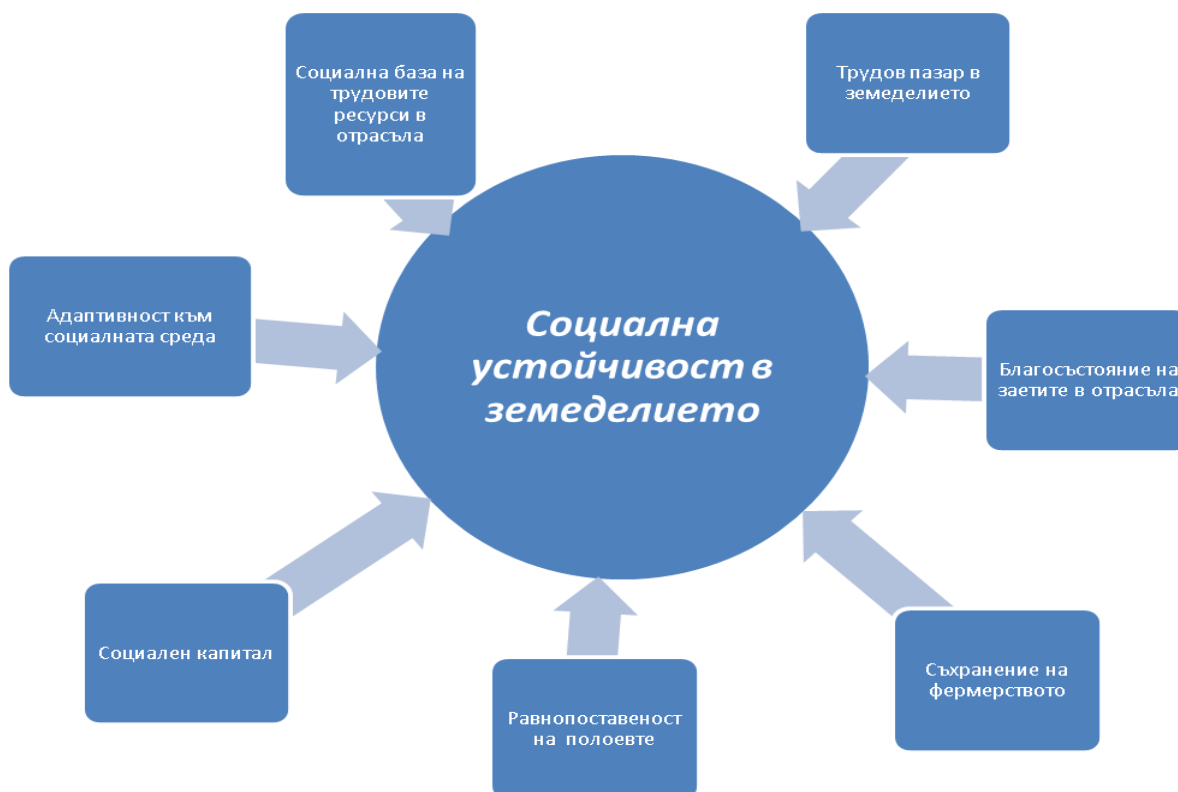 Социална база на
трудовите
ресурси в
отрасъла
Трудов пазар в
земеделието
Адаптивност към
социалната среда
Социална
устойчивост в
земеделието
Благосъстояние на
заетите в отрасъла
Социален капитал
Равнопоставеност
на полоевте
Съхранение на
фермерството